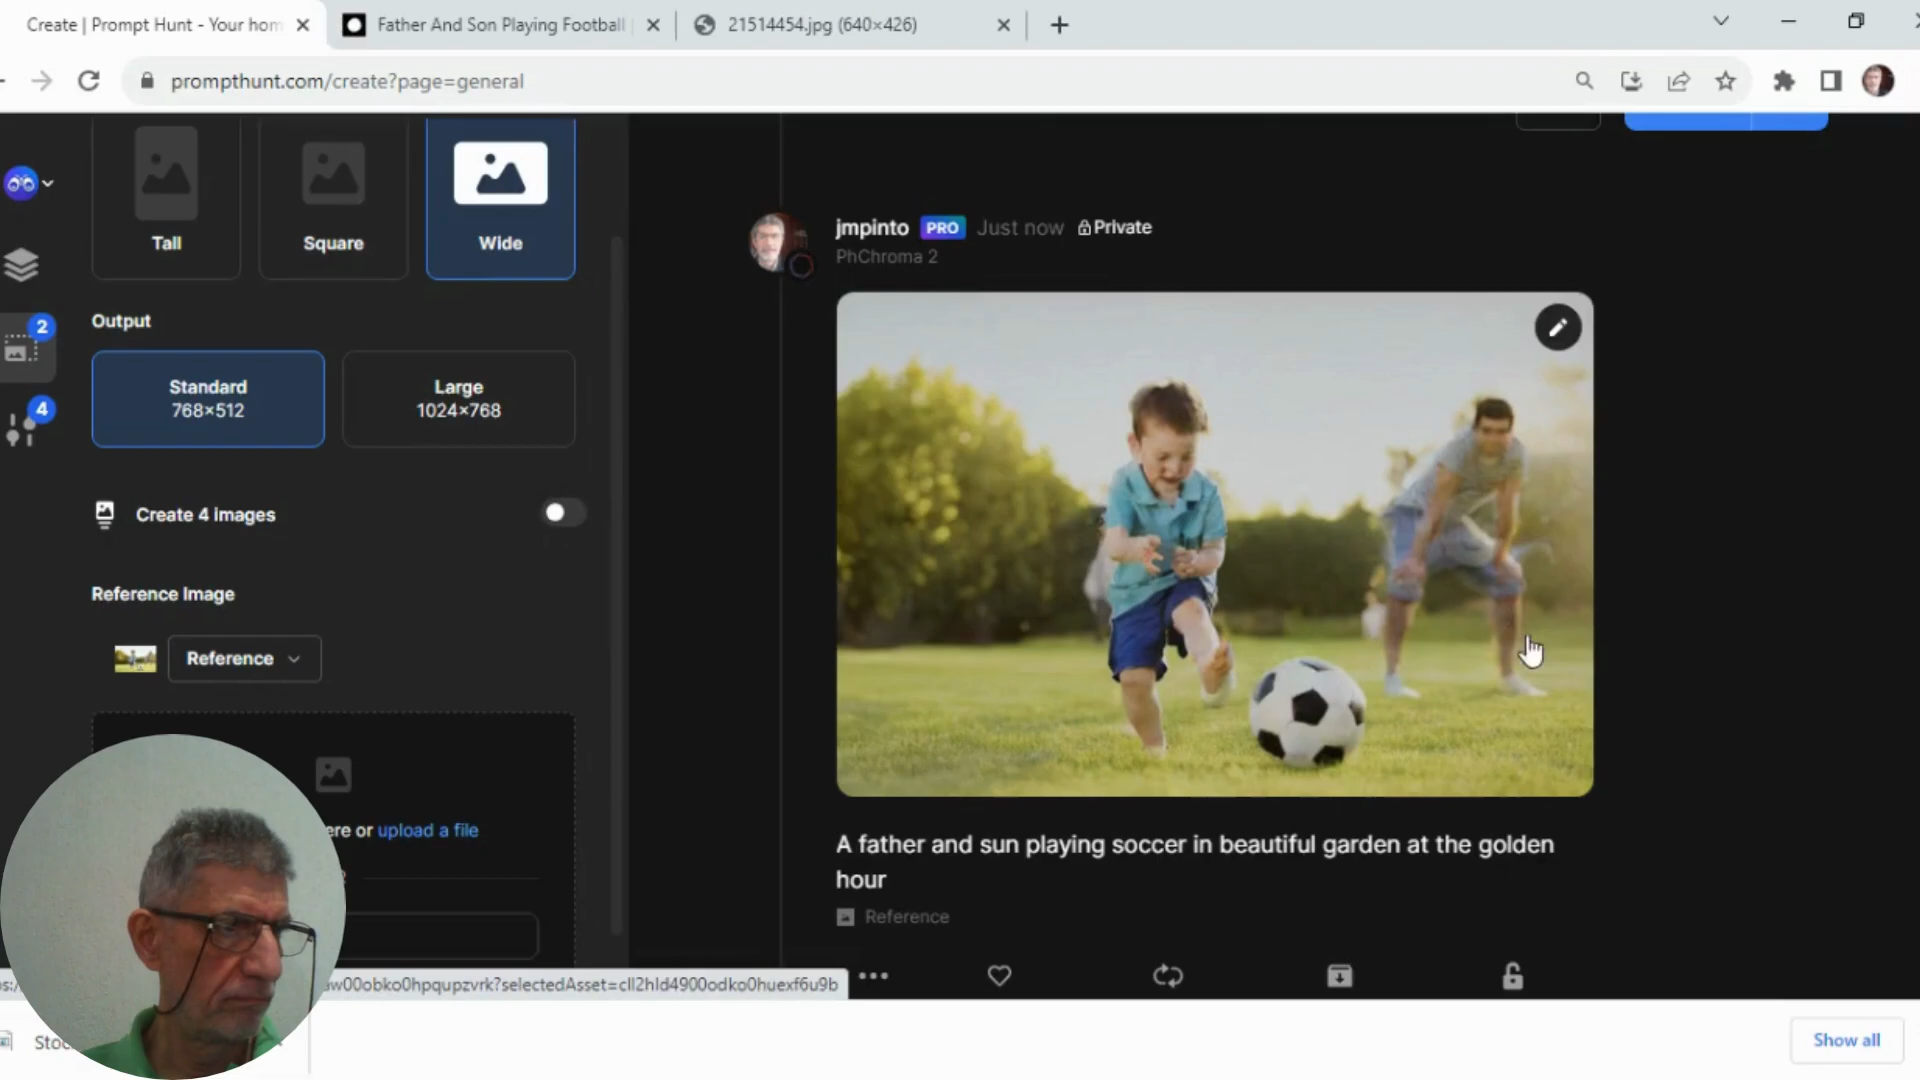 Create | Prompt Hunt - Your hom
Father And Son Playing Football
21514454.jpg (640×426)
prompthunt.com/create?page=general
Tall
Square
Wide
Output
Standard
768×512
Large
1024×768
Create 4 images
Reference Image
Reference
ere or upload a file
2
4
jmpinto PRO Just now Private
PhChroma 2
A father and sun playing soccer in beautiful garden at the golden
hour
Reference
aw00obko0hpqupzvrk?selectedAsset=cll2hld4900odko0huexf6u9b
Stoc
Show all